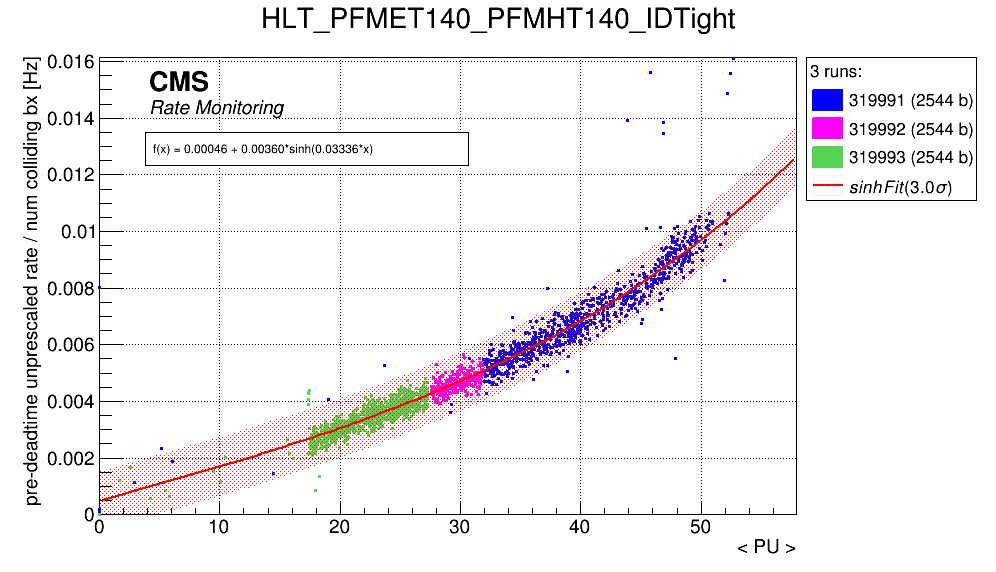 HLT_PFMET140_PFMHT140_IDTight
pre-deadtime unprescaled rate / num colliding bx [Hz]
0.016
0.014
0.012
0.01
0.008
0.006
0.004
0.002
0
CMS
Rate Monitoring
f(x) = 0.00046 + 0.00360*sinh(0.03336*x)
3 runs:
319991 (2544 b)
319992 (2544 b)
319993 (2544 b)
sinhFit(3.0σ)
0 10 20 30 40 50
< PU >